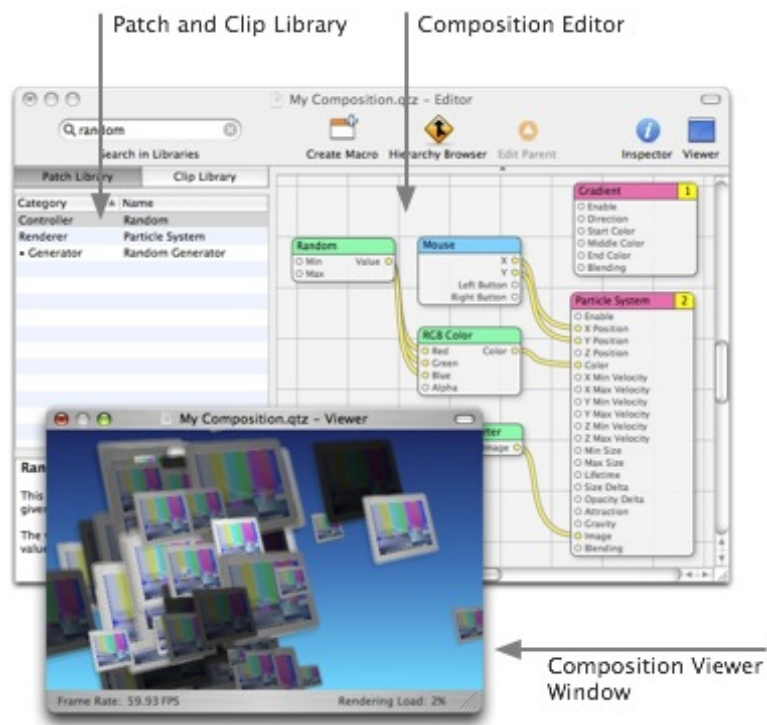 Patch and Clip Library
Composition Editor
My Composition.qtz – Editor
random
Search in Libraries
Create Macro
Hierarchy Browser
Edit Parent
Inspector
Viewer
Patch Library
Clip Library
Category
Name
Controller
Random
Renderer
Particle System
• Generator
Random Generator
Random
Min
Value
Max
Mouse
X
Y
Left Button
Right Button
RGB Color
Red
Color
Green
Blue
Alpha
Gradient
1
Enable
Direction
Start Color
Middle Color
End Color
Blending
Particle System
2
Enable
X Position
Y Position
Z Position
Color
X Min Velocity
X Max Velocity
Y Min Velocity
Y Max Velocity
Z Min Velocity
Z Max Velocity
Min Size
Max Size
Lifetime
Size Delta
Opacity Delta
Attraction
Gravity
Image
Blending
Image
This
The
My Composition.qtz – Viewer
Frame Rate: 59.93 FPS
Rendering Load: 2%
Composition Viewer
Window